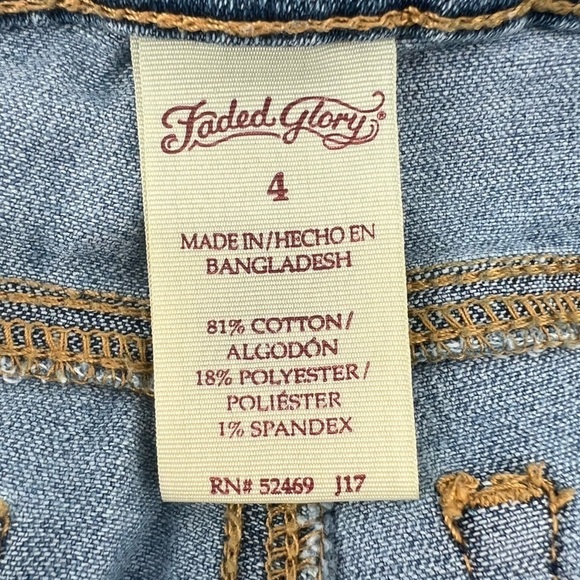 Faded Glory®
4
MADE IN/HECHO EN
BANGLADESH
81% COTTON/
ALGODÓN
18% POLYESTER/
POLIÉSTER
1% SPANDEX
RN# 52469 J17